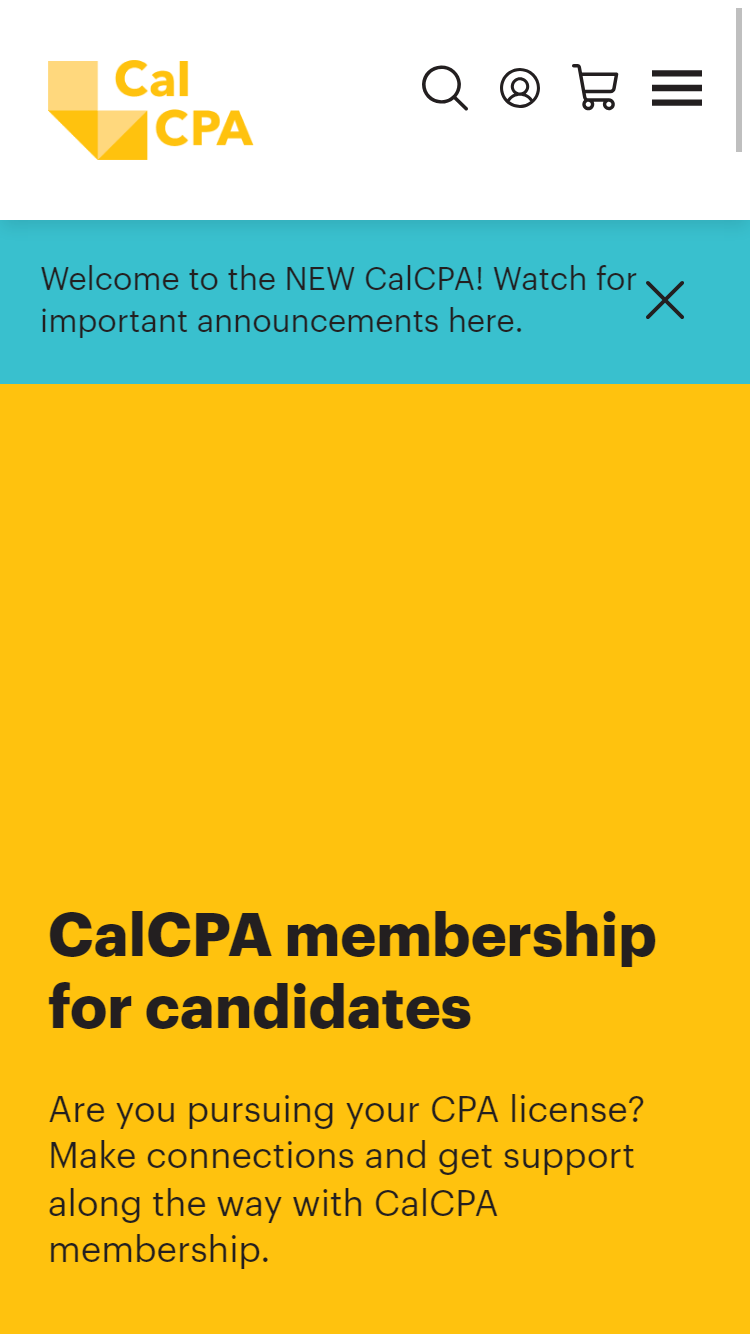 Cal
CPA
Welcome to the NEW CalCPA! Watch for
important announcements here.
CalCPA membership
for candidates
Are you pursuing your CPA license?
Make connections and get support
along the way with CalCPA
membership.